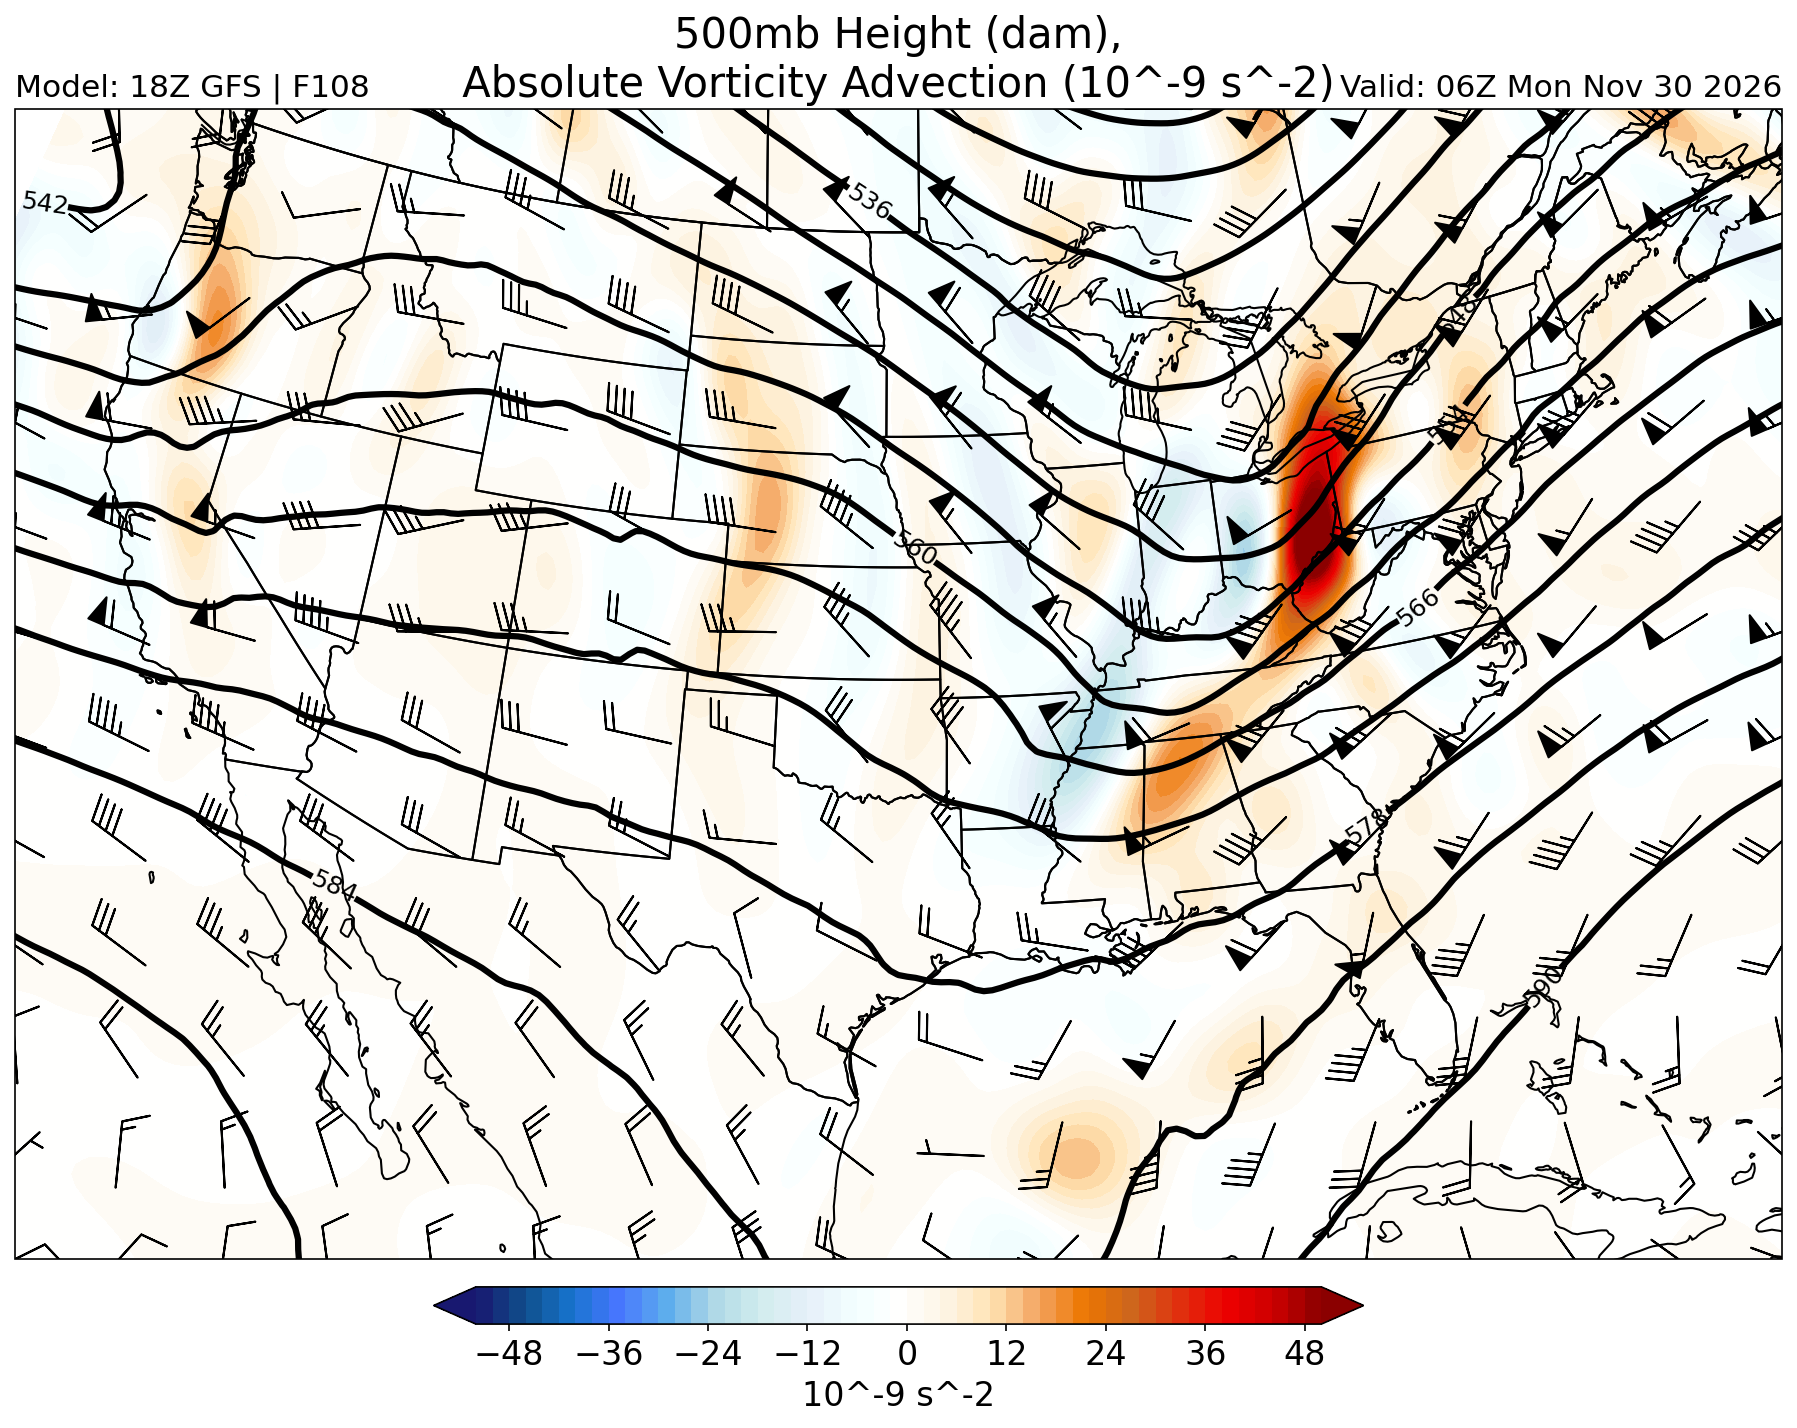 500mb Height (dam),
Model: 18Z GFS | F108
Absolute Vorticity Advection (10^-9 s^-2)
Valid: 06Z Mon Nov 30 2026
542
536
548
560
566
578
584
590
−48 −36 −24 −12 0 12 24 36 48
10^-9 s^-2